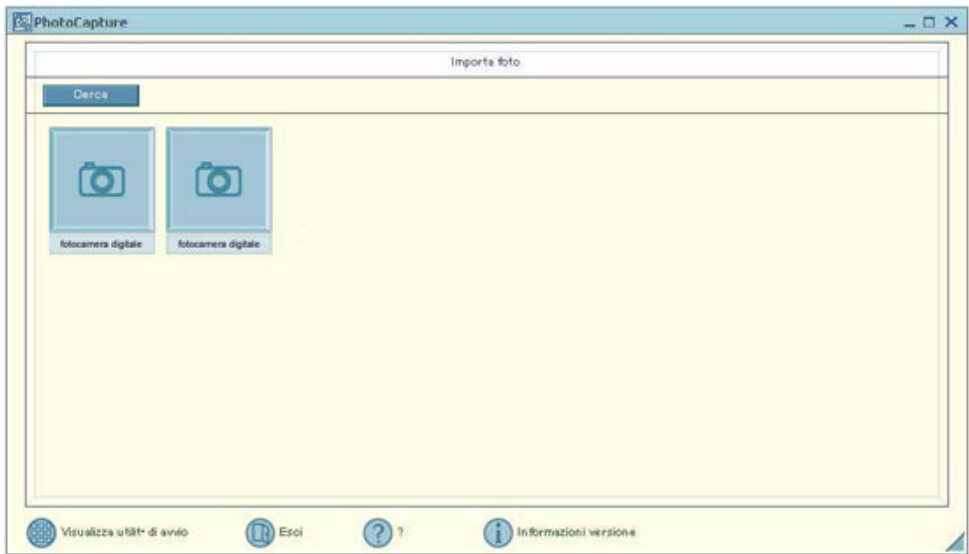 PhotoCapture
Importa foto
Cerca
fotocamera digitale fotocamera digitale
Visualizza utilit• di avvio Esci ? ? Informazioni versione